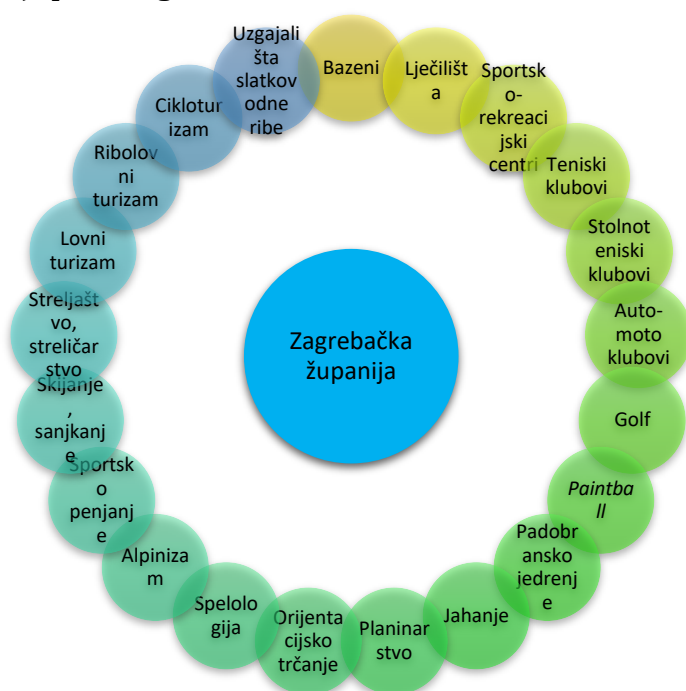 Bazeni
Lječilišt
a
Sportsk
o-
rekreaci
jski
centri
Teniski
klubovi
Stolnot
eniski
klubovi
Auto-
moto
klubovi
Golf
Paintba
ll
Padobr
ansko
jedrenj
e
Jahanje
Planinar
stvo
Orijenta
cijsko
trčanje
Spelolo
gija
Alpiniza
m
Sportsk
o
penjanj
e
Skijanje
,
sanjkanj
e
Streljašt
vo,
streličar
stvo
Lovni
turizam
Ribolov
ni
turizam
Ciklotur
izam
Uzgajali
šta
slatkov
odne
ribe
Zagrebačka
županija